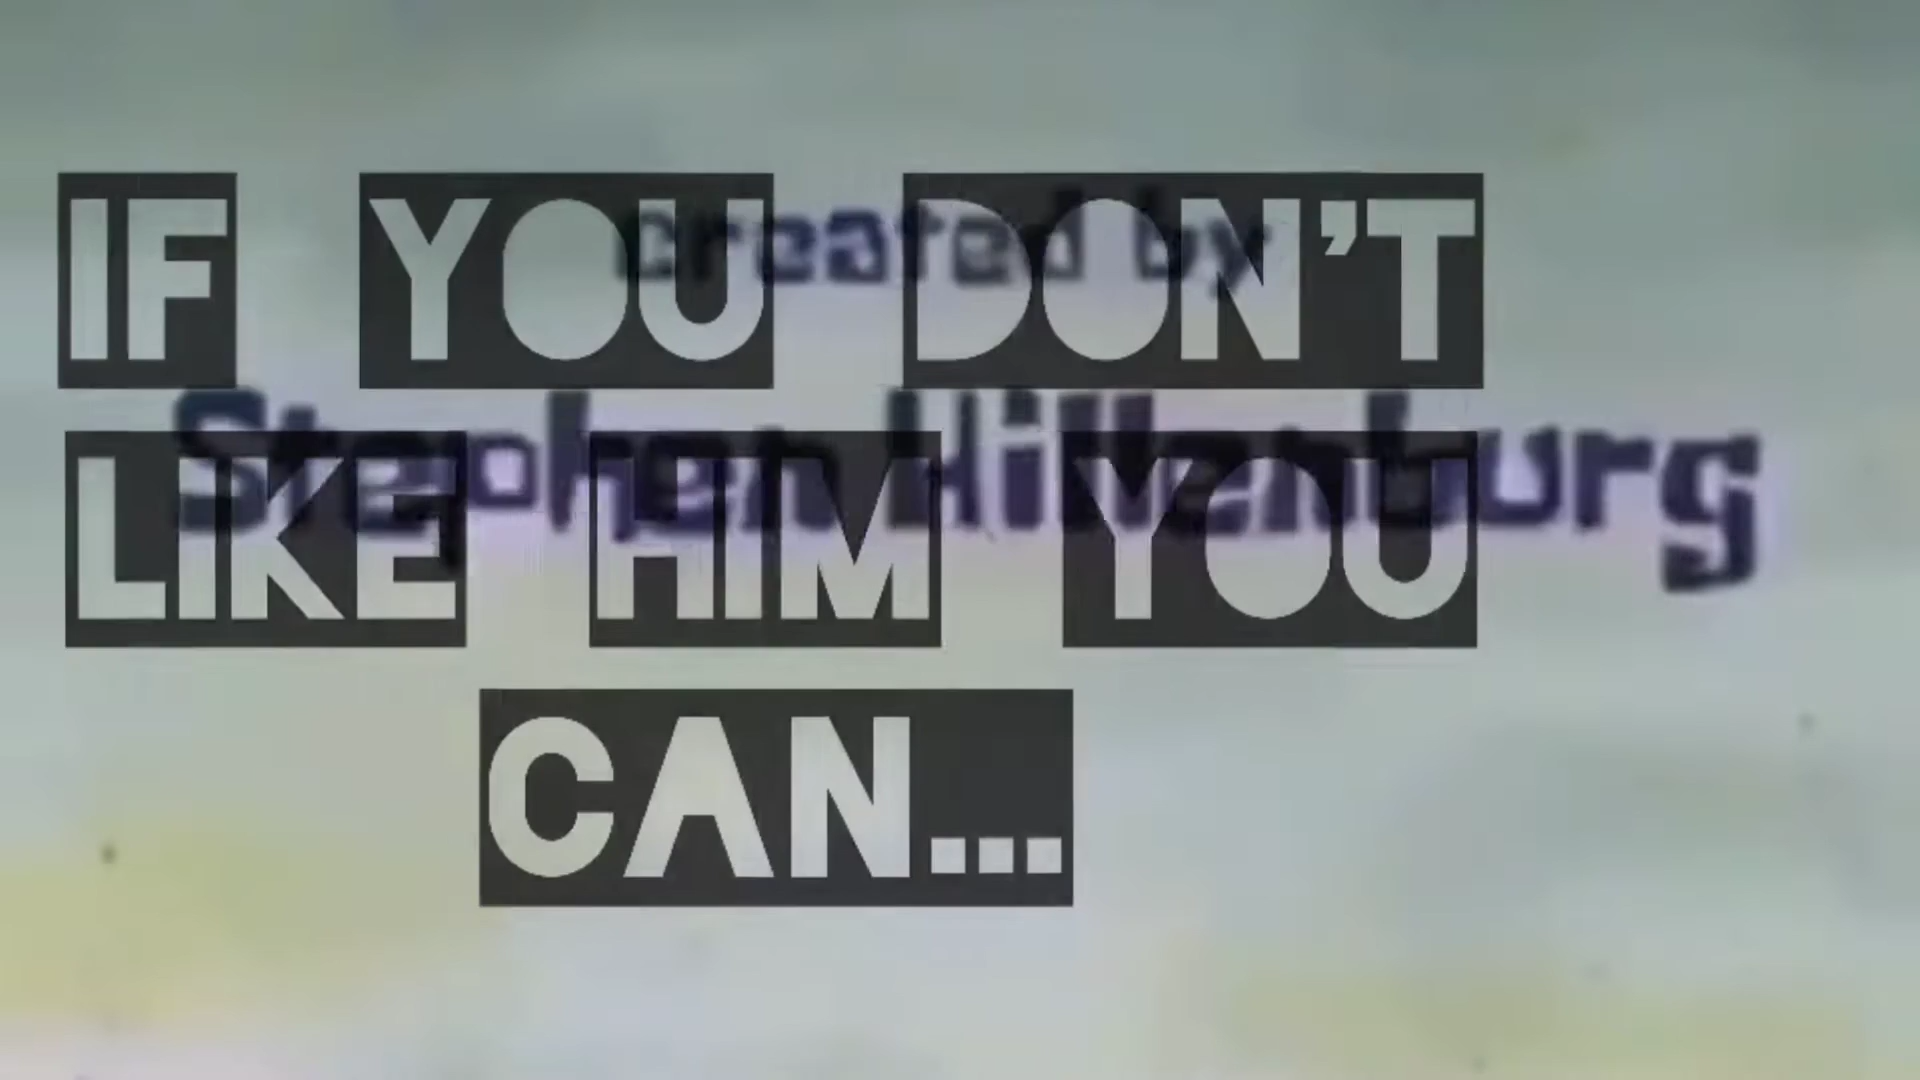 IF YOU DON'T
LIKE HIM YOU
CAN...
created by
Stephen Hillenburg